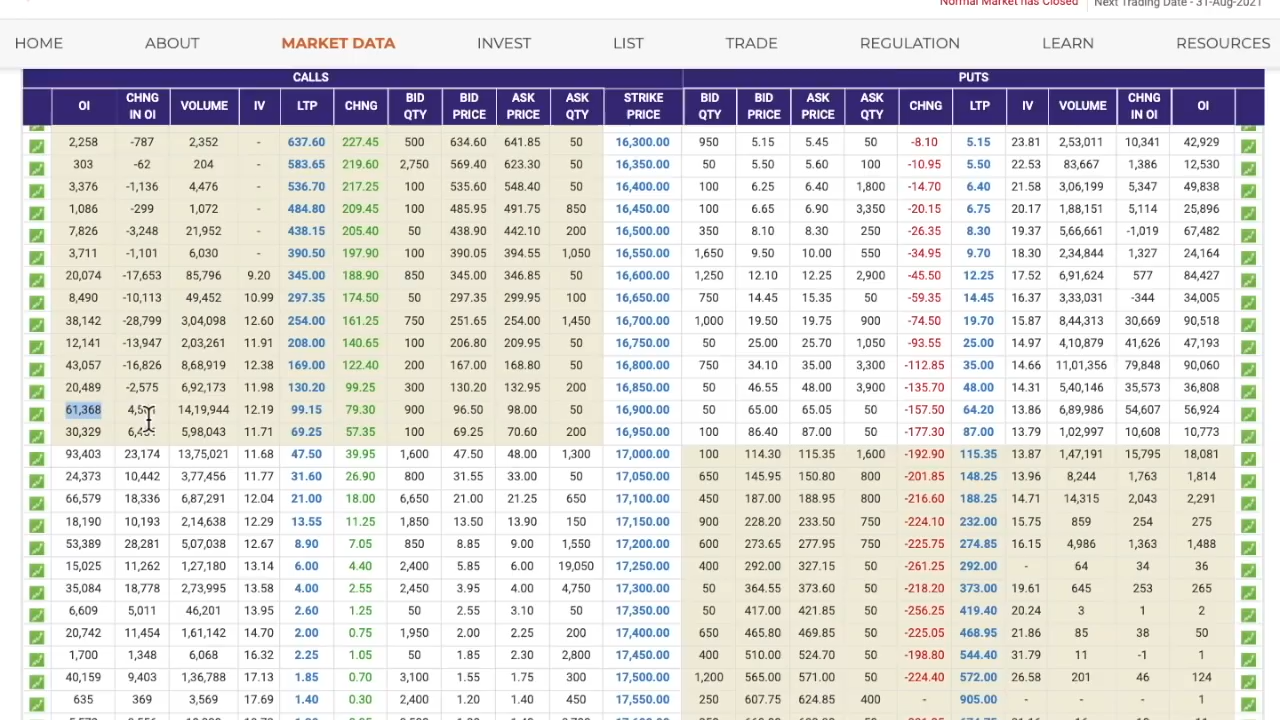 Normal Market has Closed Next Trading Date - 31-Aug-2021
HOME ABOUT MARKET DATA INVEST LIST TRADE REGULATION LEARN RESOURCES
CALLS PUTS
OI CHNG IN OI VOLUME IV LTP CHNG BID QTY BID PRICE ASK PRICE ASK QTY STRIKE PRICE BID QTY BID PRICE ASK PRICE ASK QTY CHNG LTP IV VOLUME CHNG IN OI OI
2,258 -787 2,352 - 637.60 227.45 500 634.60 641.85 50 16,300.00 950 5.15 5.45 50 -8.10 5.15 23.81 2,53,011 10,341 42,929
303 -62 204 - 583.65 219.60 2,750 569.40 623.30 50 16,350.00 50 5.50 5.60 100 -10.95 5.50 22.53 83,667 1,386 12,530
3,376 -1,136 4,476 - 536.70 217.25 100 535.60 548.40 50 16,400.00 100 6.25 6.40 1,800 -14.70 6.40 21.58 3,06,199 5,347 49,838
1,086 -299 1,072 - 484.80 209.45 100 485.95 491.75 850 16,450.00 100 6.65 6.90 3,350 -20.15 6.75 20.17 1,88,151 5,114 25,896
7,826 -3,248 21,952 - 438.15 205.40 50 438.90 442.10 200 16,500.00 350 8.10 8.30 250 -26.35 8.30 19.37 5,66,661 -1,019 67,482
3,711 -1,101 6,030 - 390.50 197.90 100 390.05 394.55 1,050 16,550.00 1,650 9.50 10.00 550 -34.95 9.70 18.30 2,34,844 1,327 24,164
20,074 -17,653 85,796 9.20 345.00 188.90 850 345.00 346.85 50 16,600.00 1,250 12.10 12.25 2,900 -45.50 12.25 17.52 6,91,624 577 84,427
8,490 -10,113 49,452 10.99 297.35 174.50 50 297.35 299.95 100 16,650.00 750 14.45 15.35 50 -59.35 14.45 16.37 3,33,031 -344 34,005
38,142 -28,799 3,04,098 12.60 254.00 161.25 750 251.65 254.00 1,450 16,700.00 1,000 19.50 19.75 900 -74.50 19.70 15.87 8,44,313 30,669 90,518
12,141 -13,947 2,03,261 11.91 208.00 140.65 100 206.80 209.95 50 16,750.00 50 25.00 25.70 1,050 -93.55 25.00 14.97 4,10,879 41,626 47,193
43,057 -16,826 8,68,919 12.38 169.00 122.40 200 167.00 168.80 50 16,800.00 750 34.10 35.00 3,300 -112.85 35.00 14.66 11,01,356 79,848 90,060
20,489 -2,575 6,92,173 11.98 130.20 99.25 300 130.20 132.95 200 16,850.00 50 46.55 48.00 3,900 -135.70 48.00 14.31 5,40,146 35,573 36,808
61,368 14,19,944 12.19 99.15 79.30 900 96.50 98.00 50 16,900.00 50 65.00 65.05 50 -157.50 64.20 13.86 6,89,986 54,607 56,924
30,329 5,98,043 11.71 69.25 57.35 100 69.25 70.60 200 16,950.00 100 86.40 87.00 50 -177.30 87.00 13.79 1,02,997 10,608 10,773
93,403 23,174 13,75,021 11.68 47.50 39.95 1,600 47.50 48.00 1,300 17,000.00 100 114.30 115.35 1,600 -192.90 115.35 13.87 1,47,191 15,795 18,081
24,373 10,442 3,77,456 11.77 31.60 26.90 800 31.55 33.00 50 17,050.00 650 145.95 150.80 800 -201.85 148.25 13.96 8,244 1,763 1,814
66,579 18,336 6,87,291 12.04 21.00 18.00 6,650 21.00 21.25 650 17,100.00 450 187.00 188.95 800 -216.60 188.25 14.71 14,315 2,043 2,291
18,190 10,193 2,14,638 12.29 13.55 11.25 1,850 13.50 13.90 150 17,150.00 900 228.20 233.50 750 -224.10 232.00 15.75 859 254 275
53,389 28,281 5,07,038 12.67 8.90 7.05 850 8.85 9.00 1,550 17,200.00 600 273.65 277.95 750 -225.75 274.85 16.15 4,986 1,363 1,488
15,025 11,262 1,27,180 13.14 6.00 4.40 2,400 5.85 6.00 19,050 17,250.00 400 292.00 327.15 50 -261.25 292.00 - 64 34 36
35,084 18,778 2,73,995 13.58 4.00 2.55 2,450 3.95 4.00 4,750 17,300.00 50 364.55 373.60 50 -218.20 373.00 19.61 645 253 265
6,609 5,011 46,201 13.95 2.60 1.25 50 2.55 3.10 50 17,350.00 50 417.00 421.85 50 -256.25 419.40 20.24 3 1 2
20,742 11,454 1,61,142 14.70 2.00 0.75 1,950 2.00 2.25 200 17,400.00 650 465.80 469.85 50 -225.05 468.95 21.86 85 38 50
1,700 1,348 6,068 16.32 2.25 1.05 50 1.85 2.30 2,800 17,450.00 400 510.00 524.70 50 -198.80 544.40 31.79 11 -1 1
40,159 9,403 1,36,788 17.13 1.85 0.70 3,100 1.55 1.75 300 17,500.00 1,200 565.00 571.00 50 -224.40 572.00 26.58 201 46 124
635 369 3,569 17.69 1.40 0.30 2,400 1.20 1.40 450 17,550.00 250 607.75 624.85 400 - 905.00 - - - 1